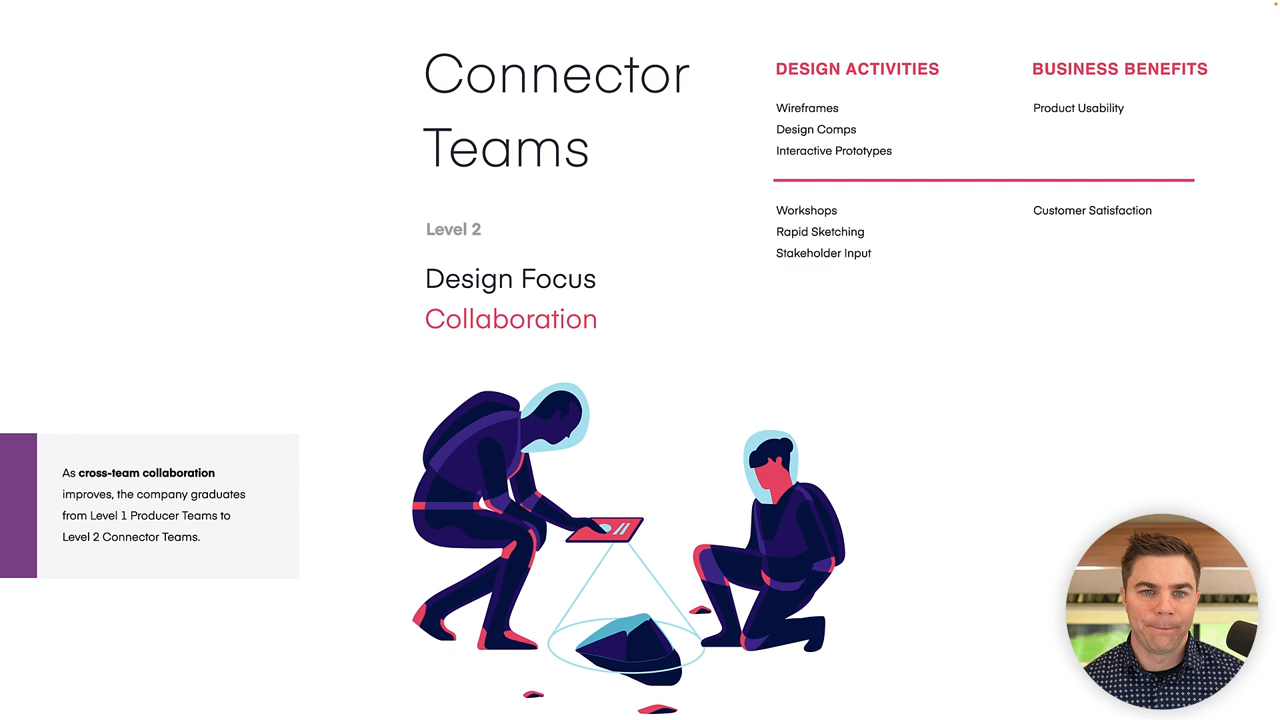 Connector
Teams
Level 2
Design Focus
Collaboration
DESIGN ACTIVITIES
Wireframes
Design Comps
Interactive Prototypes
Workshops
Rapid Sketching
Stakeholder Input
BUSINESS BENEFITS
Product Usability
Customer Satisfaction
As cross-team collaboration
improves, the company graduates
from Level 1 Producer Teams to
Level 2 Connector Teams.